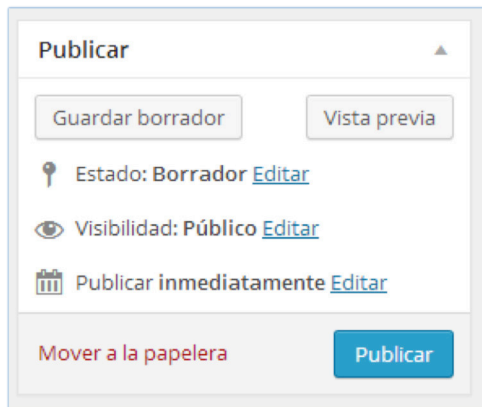 Publicar
Guardar borrador Vista previa
Estado: Borrador Editar
Visibilidad: Público Editar
Publicar inmediatamente Editar
Mover a la papelera Publicar